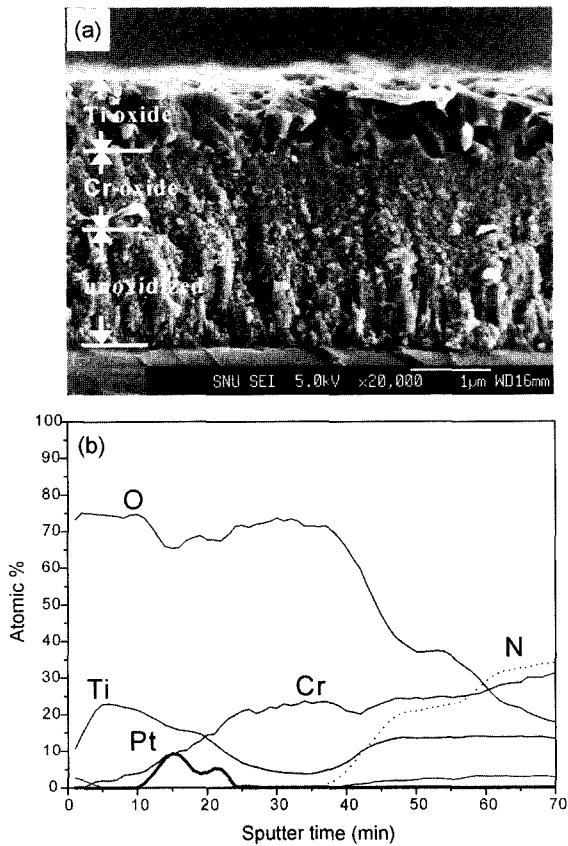 (a)
Ti oxide
Cr-oxide
unoxidized
SNU SEI 5.0kV ×20,000 1μm WD16mm
(b)
100
90
80
70
60
50
40
30
20
10
0
Atomic %
O
Ti
Pt
Cr
N
0 10 20 30 40 50 60 70
Sputter time (min)